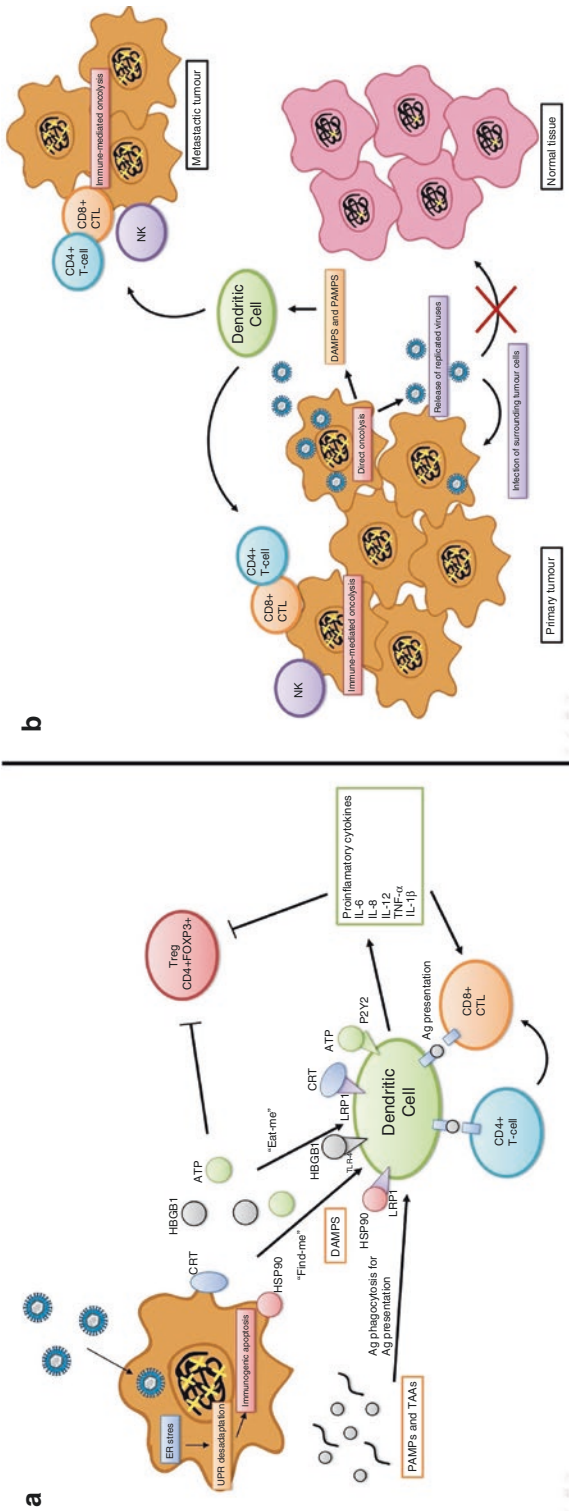 a
ER stres
UPR desadaptation
Immunogenic apoptosis
CRT
HSP90
HBGB1
ATP
"Eat-me"
"Find-me"
DAMPS
Treg
CD4+FOXP3+
HBGB1
TLR-4
CRT
LRP1
ATP
P2Y2
HSP90
LRP1
Dendritic
Cell
Ag phagocytosis for
Ag presentation
PAMPs and TAAs
Proinflamatory cytokines
IL-6
IL-8
IL-12
TNF-α
IL-1β
Ag presentation
CD4+
T-cell
CD8+
CTL
b
NK
CD8+
CTL
CD4+
T-cell
Immune-mediated oncolysis
Primary tumour
Direct oncolysis
DAMPS and PAMPS
Dendritic
Cell
Release of replicated viruses
Infection of surrounding tumour cells
CD4+
T-cell
CD8+
CTL
NK
Immune-mediated oncolysis
Metastactic tumour
Normal tissue